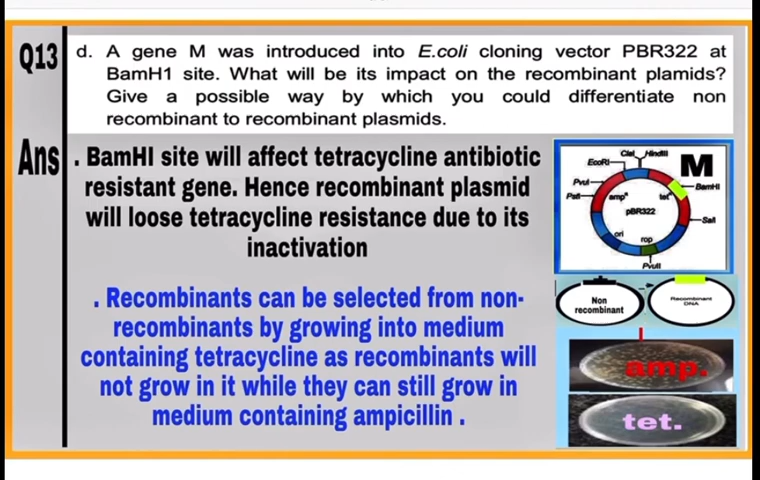 Q13
d. A gene M was introduced into E.coli cloning vector PBR322 at
BamH1 site. What will be its impact on the recombinant plamids?
Give a possible way by which you could differentiate non
recombinant to recombinant plasmids.
Ans
. BamHI site will affect tetracycline antibiotic
resistant gene. Hence recombinant plasmid
will loose tetracycline resistance due to its
inactivation
. Recombinants can be selected from non-
recombinants by growing into medium
containing tetracycline as recombinants will
not grow in it while they can still grow in
medium containing ampicillin .
M
ClaI HindIII
EcoRI
BamHI
PvuI
PstI
ampR
tetR
pBR322
SalI
ori
rop
PvuII
Non
recombinant
Recombinant
DNA
amp.
tet.